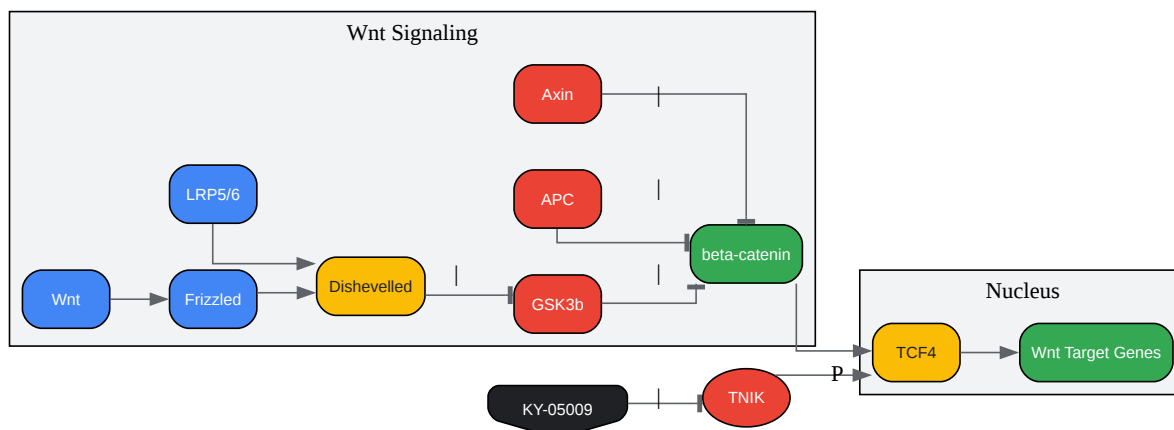 Wnt Signaling
Axin
LRP5/6
APC
beta-catenin
Wnt
Frizzled
Dishevelled
GSK3b
Nucleus
TCF4
Wnt Target Genes
P
KY-05009
TNIK